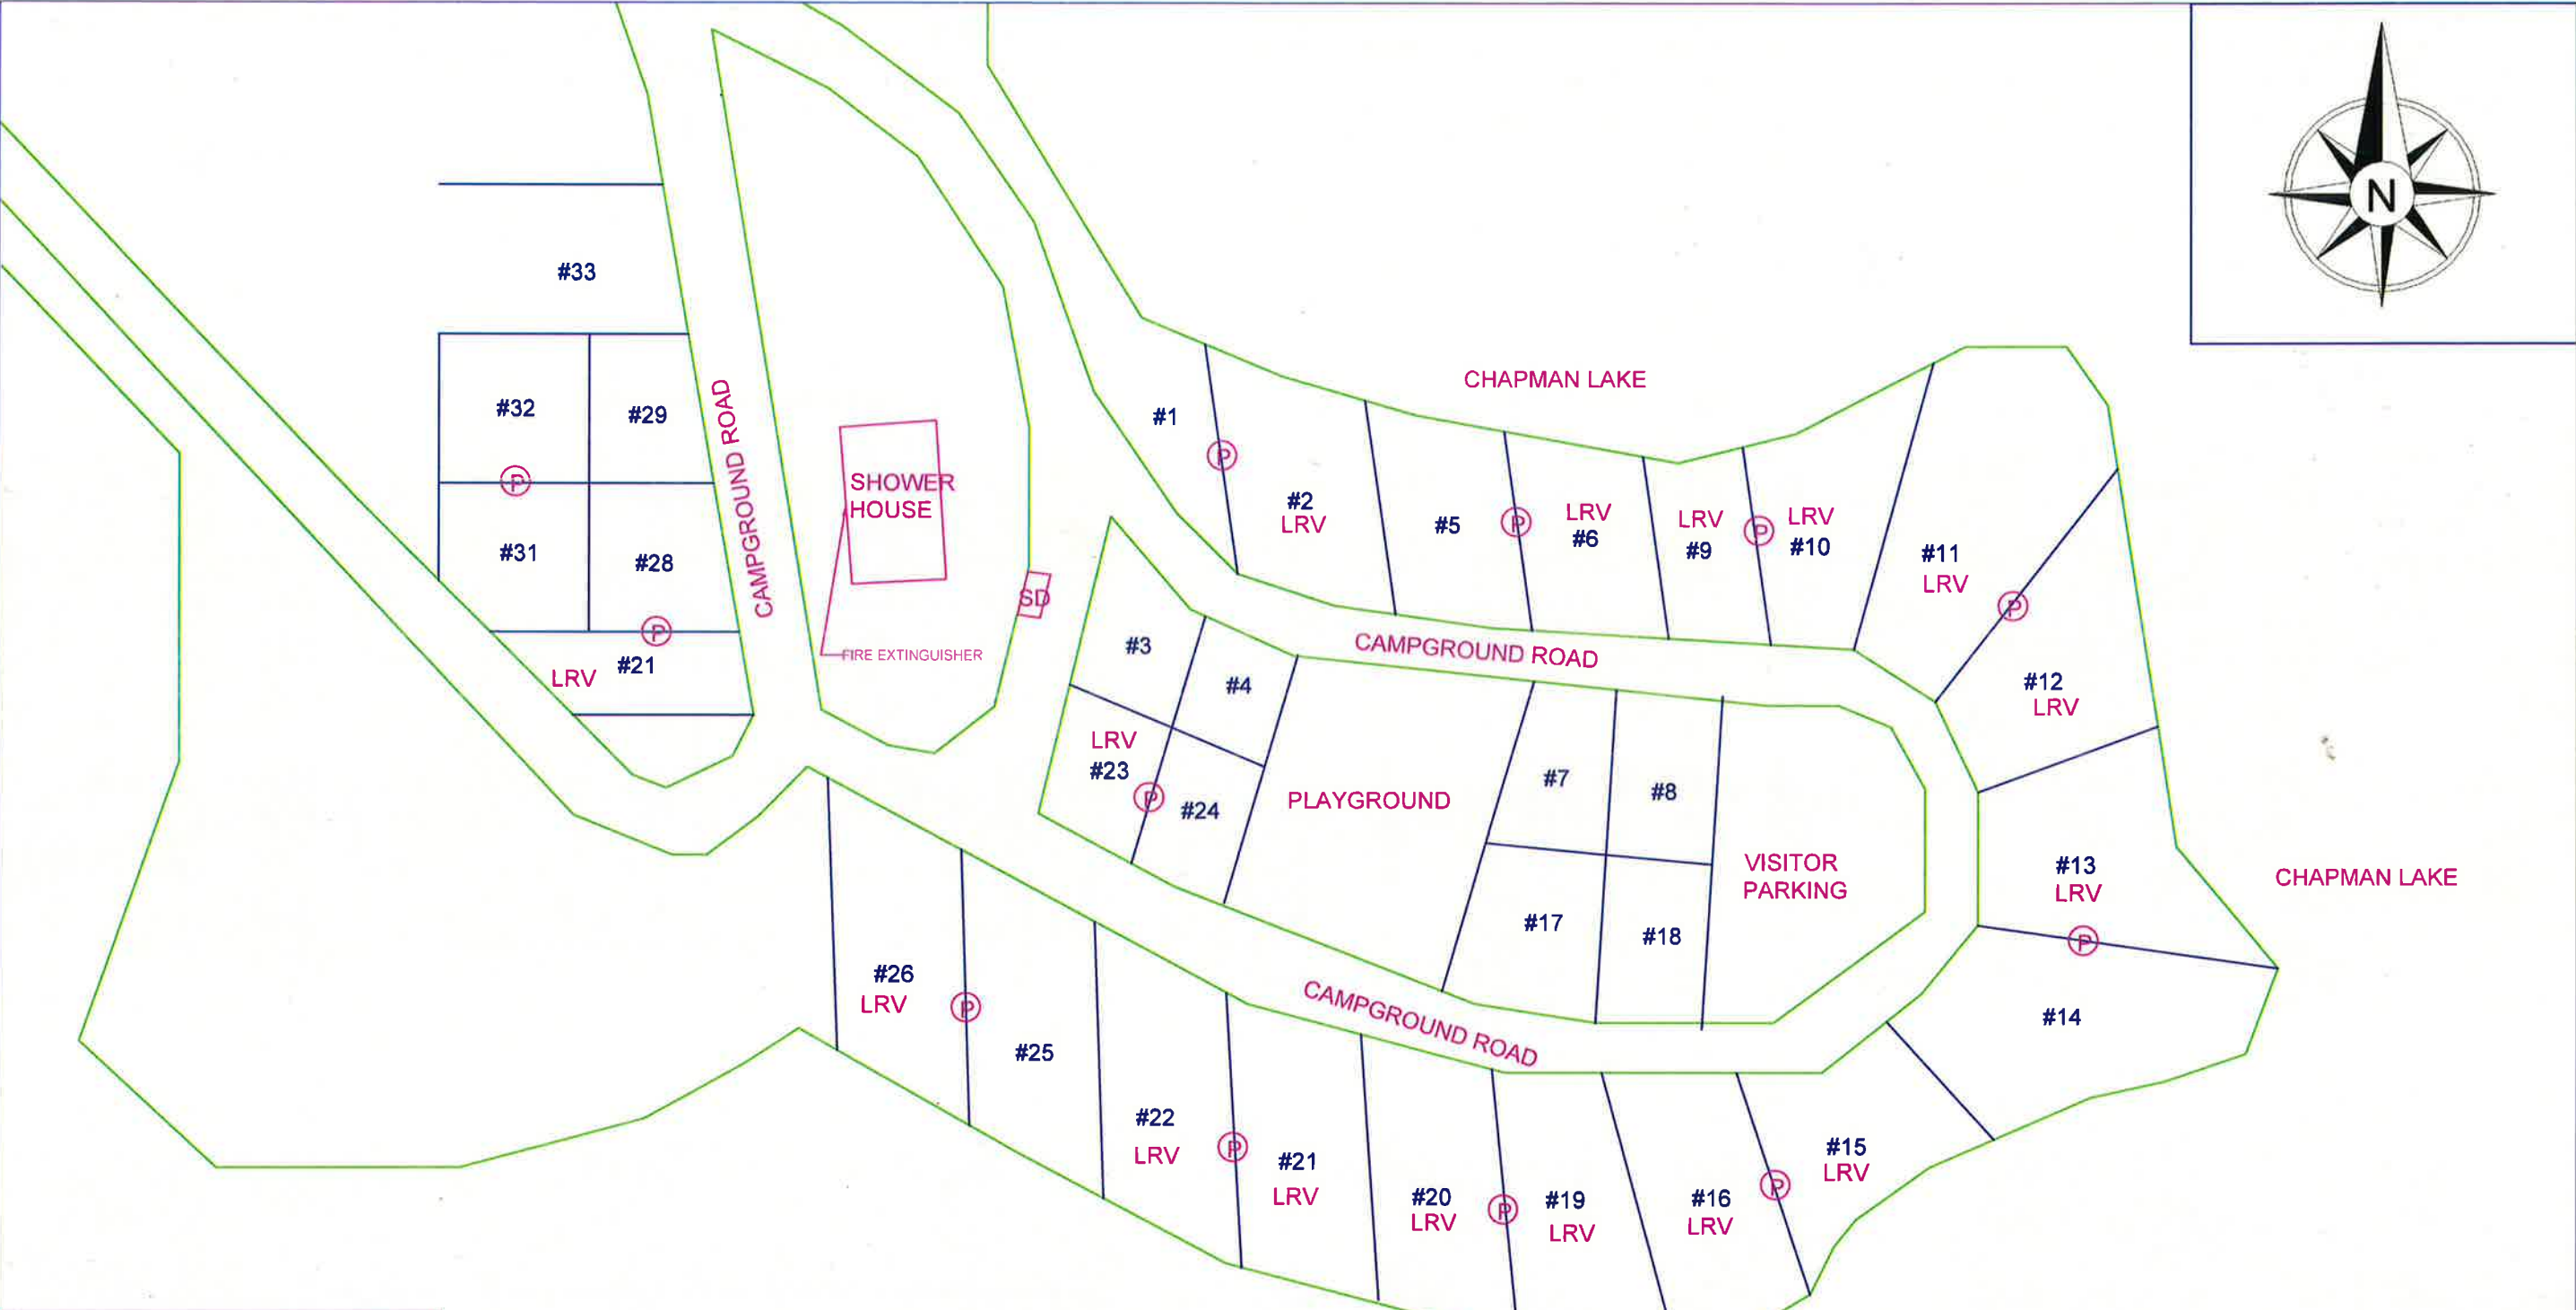 N
#33
CHAPMAN LAKE
#32
#29
#1
CAMPGROUND ROAD
P
P
SHOWER
HOUSE
#2
LRV
#5
P
LRV
#6
LRV
#9
P
LRV
#10
#31
#28
#11
LRV
SD
P
P
#21
LRV
FIRE EXTINGUISHER
#3
CAMPGROUND ROAD
#4
#12
LRV
LRV
#23
P
#24
PLAYGROUND
#7
#8
VISITOR
PARKING
#13
LRV
CHAPMAN LAKE
P
#17
#18
#26
LRV
P
#25
CAMPGROUND ROAD
#14
#22
LRV
P
#21
LRV
#20
LRV
P
#19
LRV
#16
LRV
P
#15
LRV